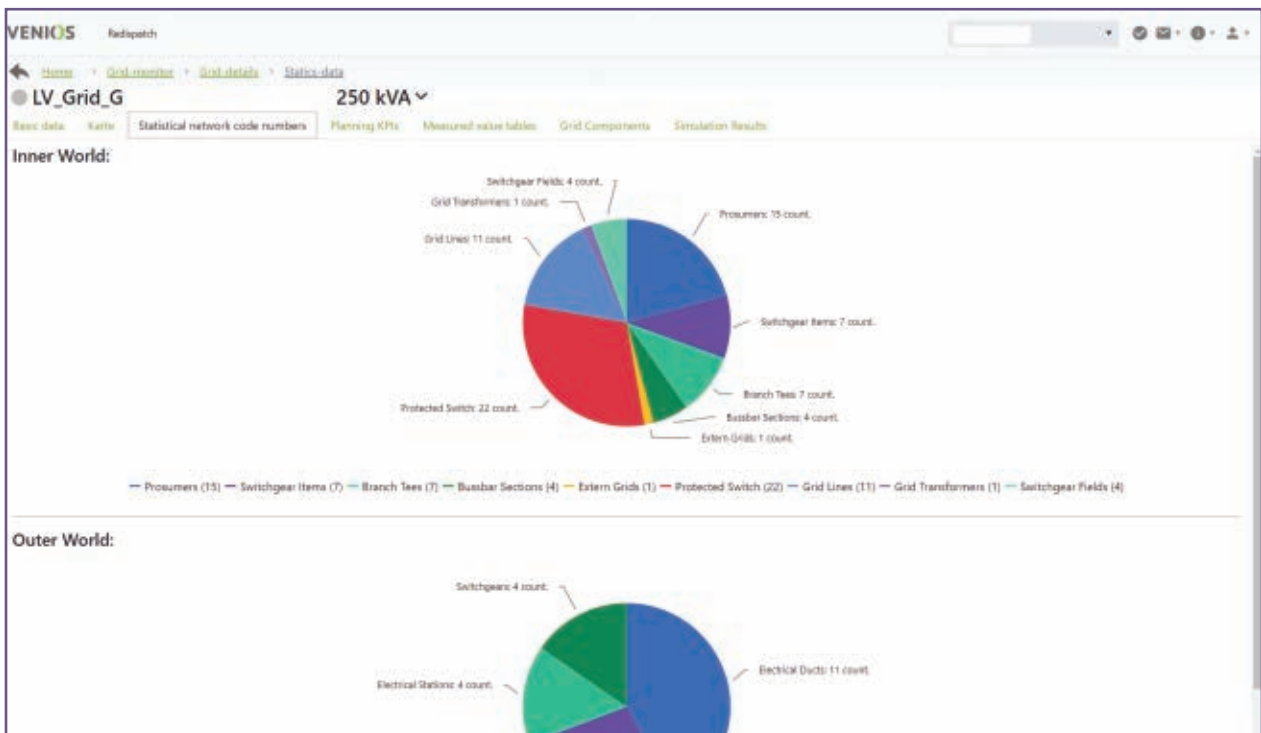 VENIOS Redispatch
Home › Grid-monitor › Grid-details › Statics-data
LV_Grid_G 250 kVA
Basic data Karte Statistical network code numbers Planning KPIs Measured value tables Grid Components Simulation Results
Inner World:
Switchgear Fields: 4 count.
Grid Transformers: 1 count.
Prosumers: 15 count.
Grid Lines: 11 count.
Switchgear Items: 7 count.
Branch Tees: 7 count.
Protected Switch: 22 count.
Bussbar Sections: 4 count.
Extern Grids: 1 count.
Prosumers (15) Switchgear Items (7) Branch Tees (7) Bussbar Sections (4) Extern Grids (1) Protected Switch (22) Grid Lines (11) Grid Transformers (1) Switchgear Fields (4)
Outer World:
Switchgears: 4 count.
Electrical Ducts: 11 count.
Electrical Stations: 4 count.